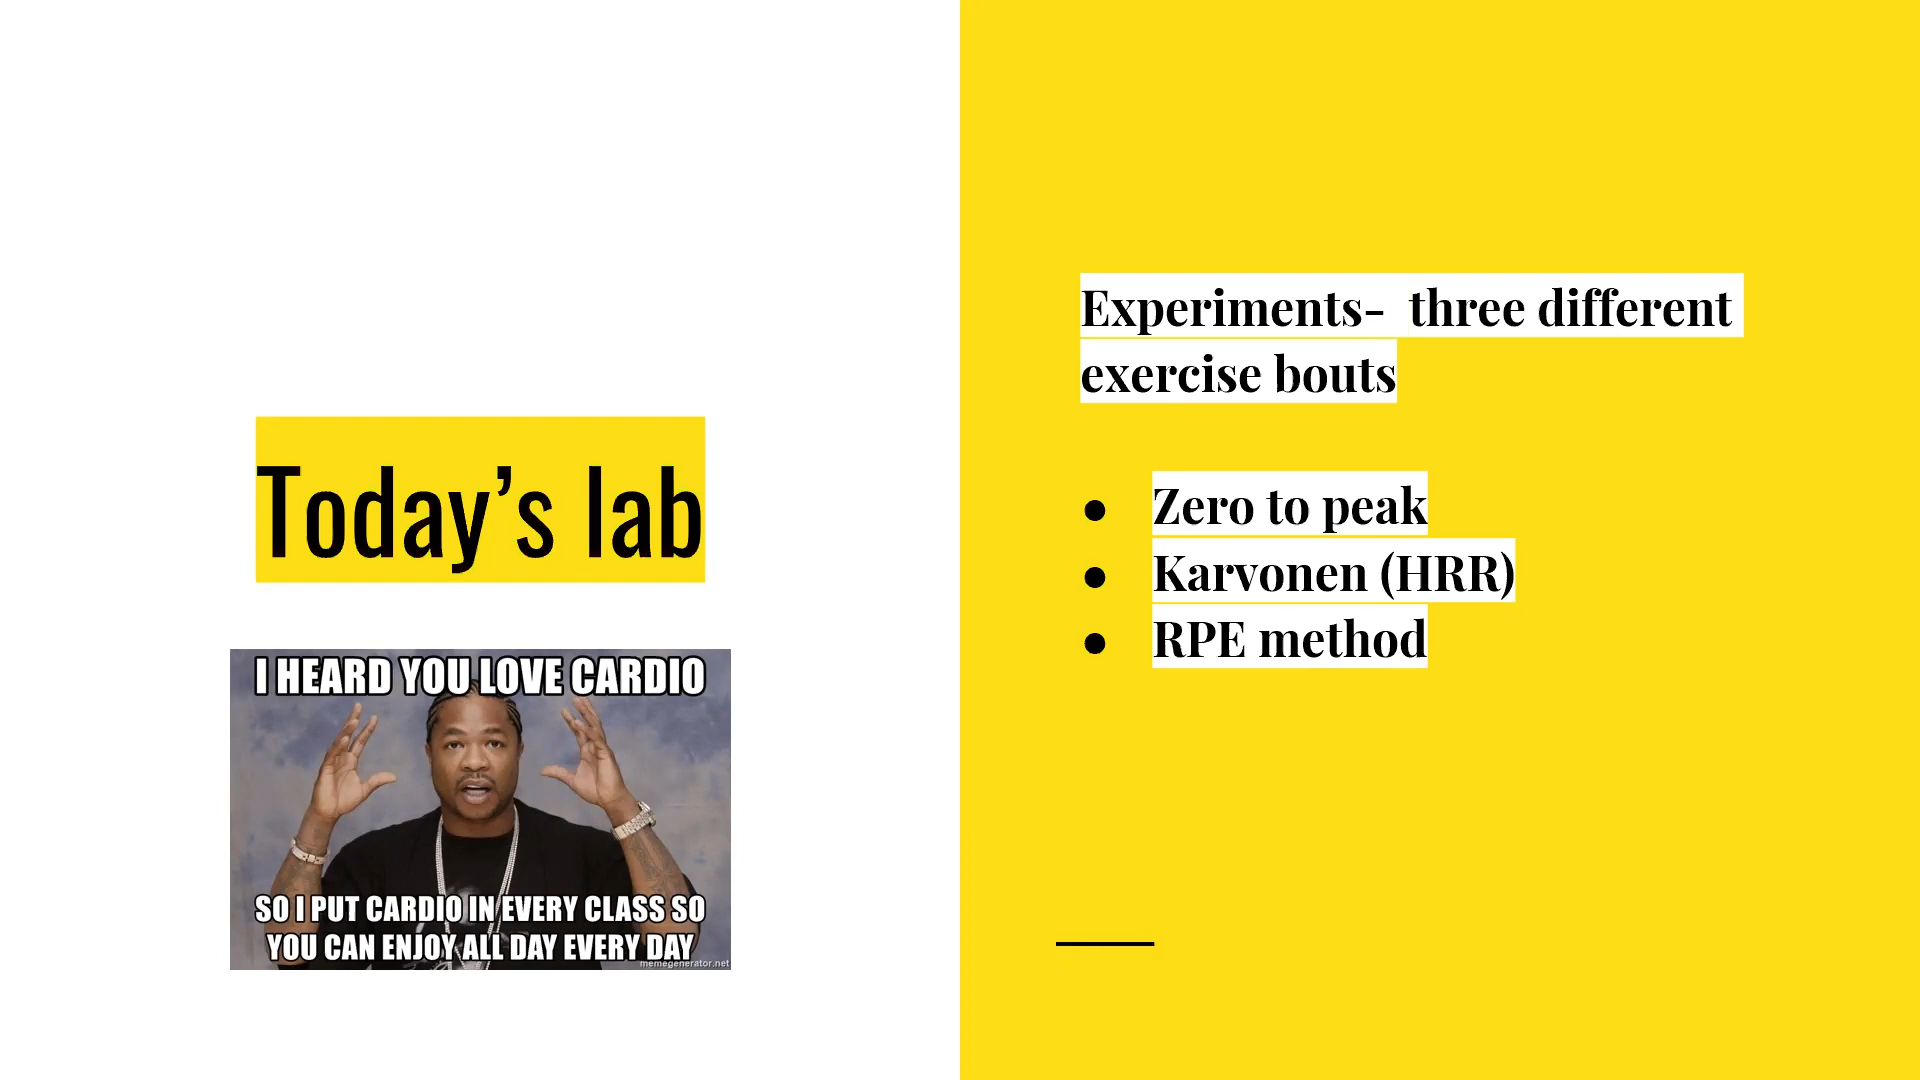 Today’s lab
I HEARD YOU LOVE CARDIO
SO I PUT CARDIO IN EVERY CLASS SO
YOU CAN ENJOY ALL DAY EVERY DAY
memegenerator.net
Experiments-  three different
exercise bouts
● Zero to peak
● Karvonen (HRR)
● RPE method